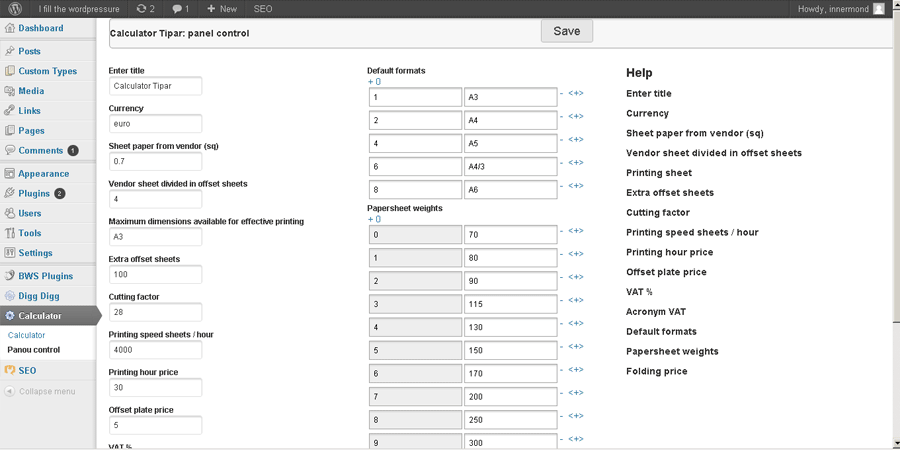 I fill the wordpressure 2 1 + New SEO Howdy, innermond
Dashboard
Posts
Custom Types
Media
Links
Pages
Comments 1
Appearance
Plugins 2
Users
Tools
Settings
BWS Plugins
Digg Digg
Calculator
Calculator
Panou control
SEO
Collapse menu
Calculator Tipar: panel control Save
Enter title
Calculator Tipar
Currency
euro
Sheet paper from vendor (sq)
0.7
Vendor sheet divided in offset sheets
4
Maximum dimensions available for effective printing
A3
Extra offset sheets
100
Cutting factor
28
Printing speed sheets / hour
4000
Printing hour price
30
Offset plate price
5
VAT %
Default formats
+ 0
1 A3 - <+>
2 A4 - <+>
4 A5 - <+>
6 A4/3 - <+>
8 A6 - <+>
Papersheet weights
+ 0
0 70 - <+>
1 80 - <+>
2 90 - <+>
3 115 - <+>
4 130 - <+>
5 150 - <+>
6 170 - <+>
7 200 - <+>
8 250 - <+>
9 300 - <+>
Help
Enter title
Currency
Sheet paper from vendor (sq)
Vendor sheet divided in offset sheets
Printing sheet
Extra offset sheets
Cutting factor
Printing speed sheets / hour
Printing hour price
Offset plate price
VAT %
Acronym VAT
Default formats
Papersheet weights
Folding price